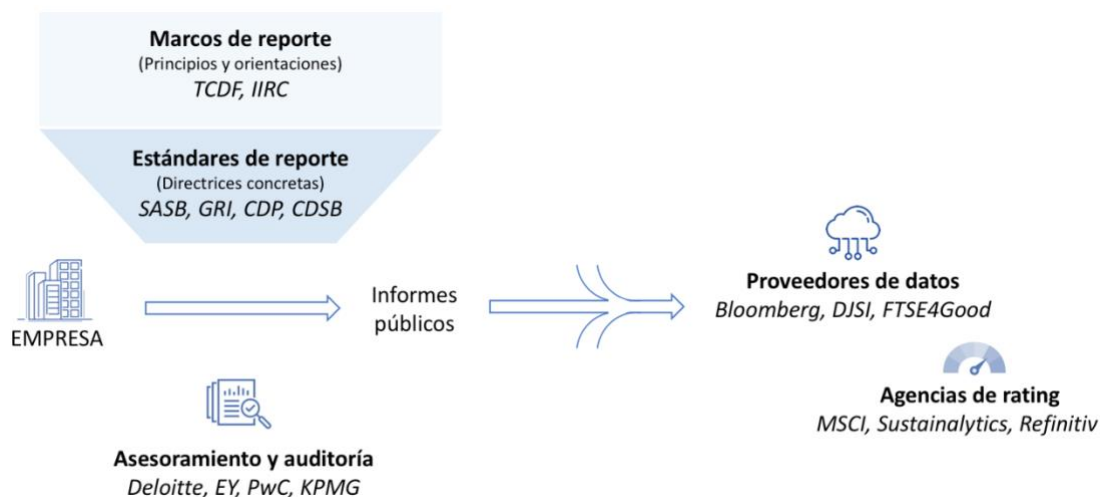 Marcos de reporte
(Principios y orientaciones)
TCDF, IIRC
Estándares de reporte
(Directrices concretas)
SASB, GRI, CDP, CDSB
EMPRESA
Informes
públicos
Proveedores de datos
Bloomberg, DJSI, FTSE4Good
Agencias de rating
MSCI, Sustainalytics, Refinitiv
Asesoramiento y auditoría
Deloitte, EY, PwC, KPMG